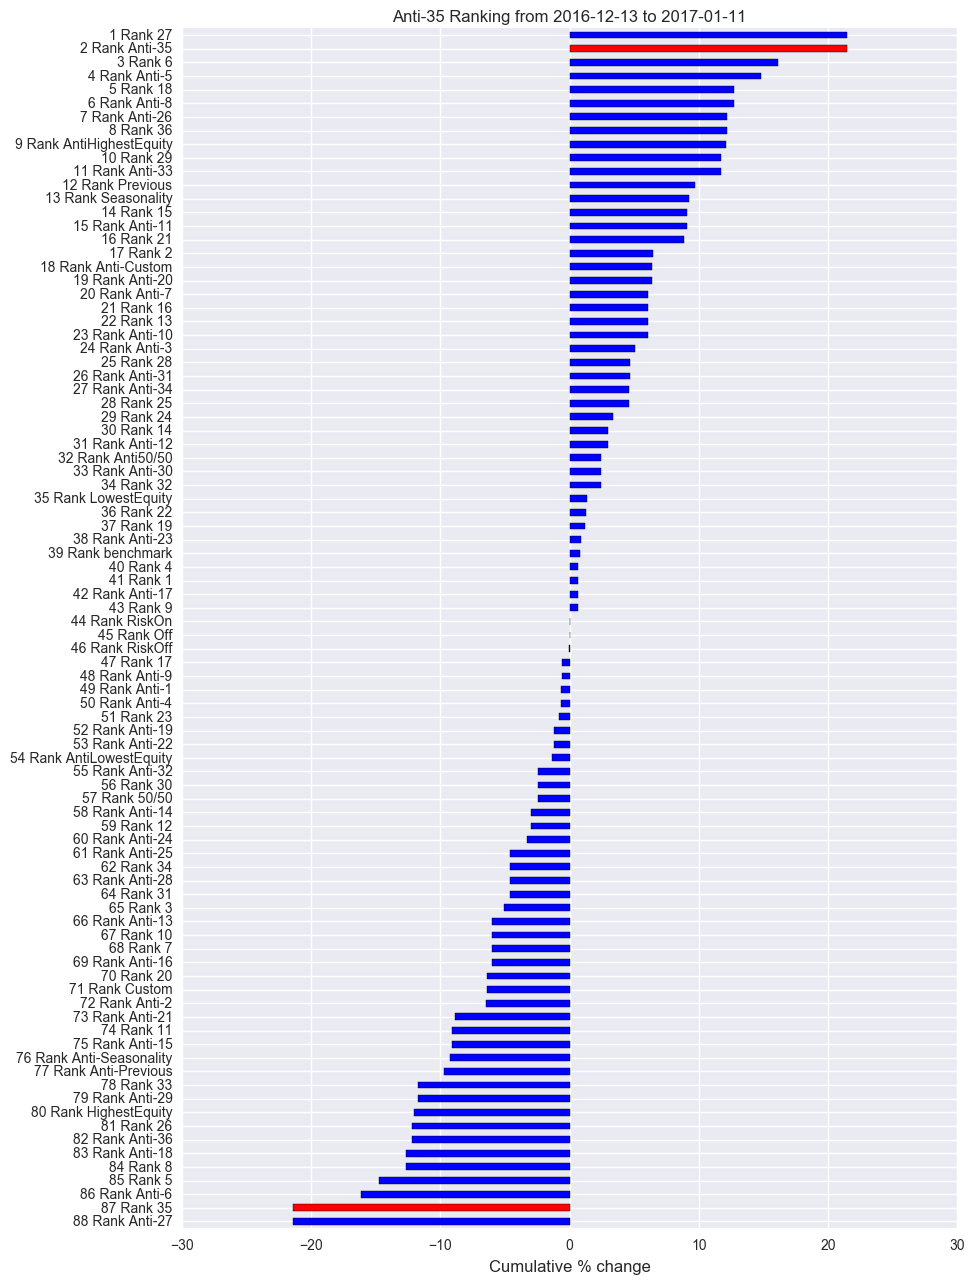 Anti-35 Ranking from 2016-12-13 to 2017-01-11
1 Rank 27
2 Rank Anti-35
3 Rank 6
4 Rank Anti-5
5 Rank 18
6 Rank Anti-8
7 Rank Anti-26
8 Rank 36
9 Rank AntiHighestEquity
10 Rank 29
11 Rank Anti-33
12 Rank Previous
13 Rank Seasonality
14 Rank 15
15 Rank Anti-11
16 Rank 21
17 Rank 2
18 Rank Anti-Custom
19 Rank Anti-20
20 Rank Anti-7
21 Rank 16
22 Rank 13
23 Rank Anti-10
24 Rank Anti-3
25 Rank 28
26 Rank Anti-31
27 Rank Anti-34
28 Rank 25
29 Rank 24
30 Rank 14
31 Rank Anti-12
32 Rank Anti50/50
33 Rank Anti-30
34 Rank 32
35 Rank LowestEquity
36 Rank 22
37 Rank 19
38 Rank Anti-23
39 Rank benchmark
40 Rank 4
41 Rank 1
42 Rank Anti-17
43 Rank 9
44 Rank RiskOn
45 Rank Off
46 Rank RiskOff
47 Rank 17
48 Rank Anti-9
49 Rank Anti-1
50 Rank Anti-4
51 Rank 23
52 Rank Anti-19
53 Rank Anti-22
54 Rank AntiLowestEquity
55 Rank Anti-32
56 Rank 30
57 Rank 50/50
58 Rank Anti-14
59 Rank 12
60 Rank Anti-24
61 Rank Anti-25
62 Rank 34
63 Rank Anti-28
64 Rank 31
65 Rank 3
66 Rank Anti-13
67 Rank 10
68 Rank 7
69 Rank Anti-16
70 Rank 20
71 Rank Custom
72 Rank Anti-2
73 Rank Anti-21
74 Rank 11
75 Rank Anti-15
76 Rank Anti-Seasonality
77 Rank Anti-Previous
78 Rank 33
79 Rank Anti-29
80 Rank HighestEquity
81 Rank 26
82 Rank Anti-36
83 Rank Anti-18
84 Rank 8
85 Rank 5
86 Rank Anti-6
87 Rank 35
88 Rank Anti-27
−30 −20 −10 0 10 20 30
Cumulative % change